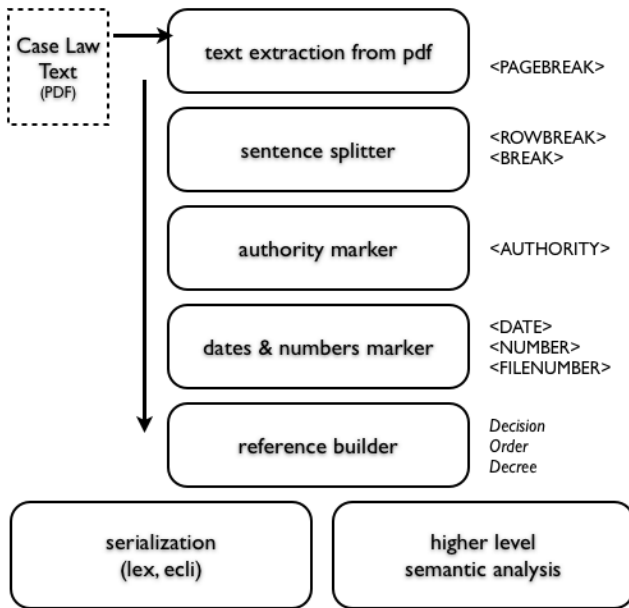 Case Law
Text
(PDF)
text extraction from pdf
<PAGEBREAK>
sentence splitter
<ROWBREAK>
<BREAK>
authority marker
<AUTHORITY>
dates & numbers marker
<DATE>
<NUMBER>
<FILENUMBER>
reference builder
Decision
Order
Decree
serialization
(lex, ecli)
higher level
semantic analysis